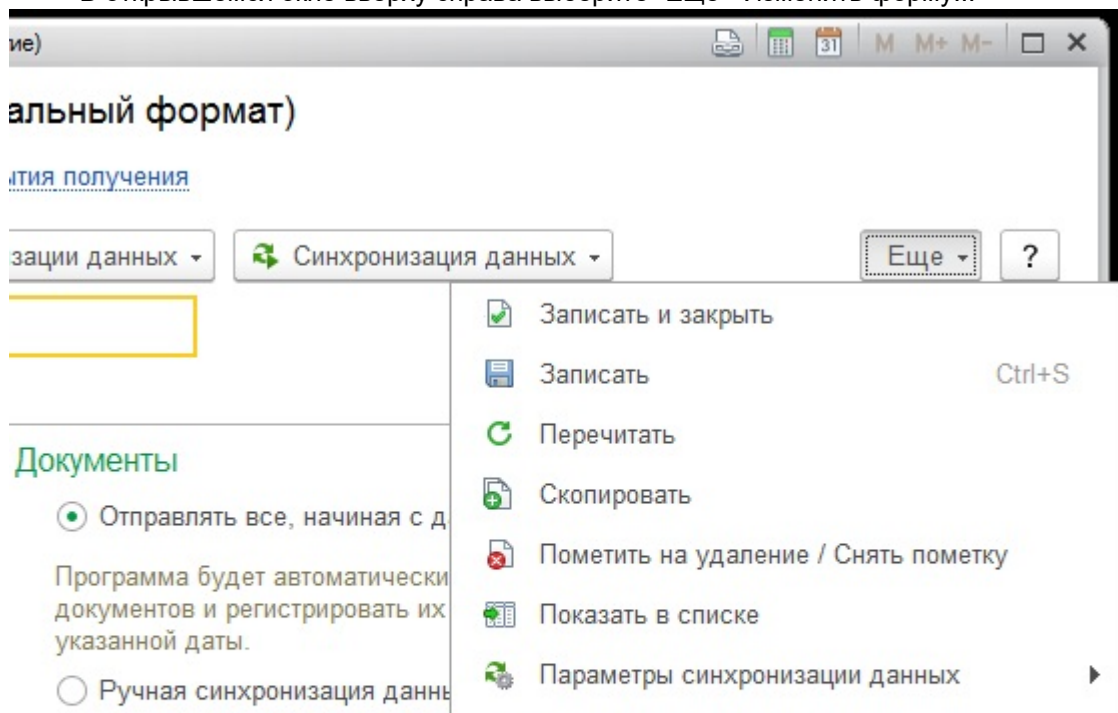 ие)
31 M M+ M-
альный формат)
ытия получения
зации данных
Синхронизация данных
Еще
?
Записать и закрыть
Записать Ctrl+S
Перечитать
Скопировать
Пометить на удаление / Снять пометку
Показать в списке
Параметры синхронизации данных
Документы
Отправлять все, начиная с д
Программа будет автоматически
документов и регистрировать их
указанной даты.
Ручная синхронизация данны